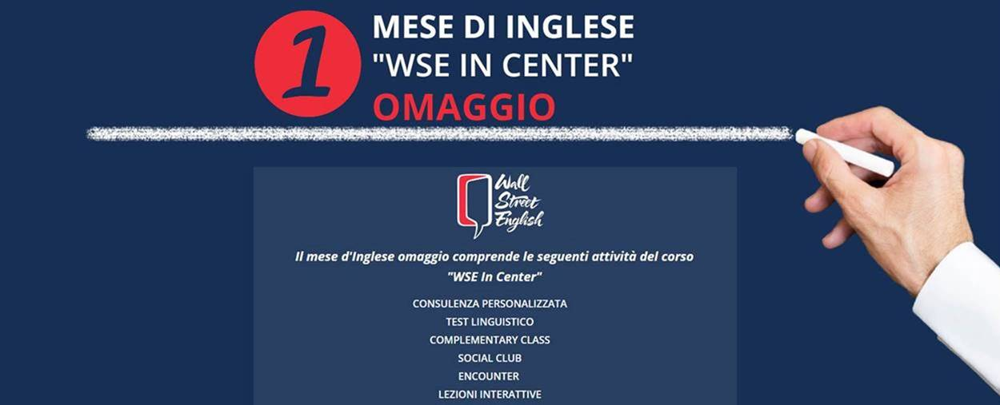 1
MESE DI INGLESE
"WSE IN CENTER"
OMAGGIO
Wall
Street
English
Il mese d'Inglese omaggio comprende le seguenti attività del corso
"WSE In Center"
CONSULENZA PERSONALIZZATA
TEST LINGUISTICO
COMPLEMENTARY CLASS
SOCIAL CLUB
ENCOUNTER
LEZIONI INTERATTIVE